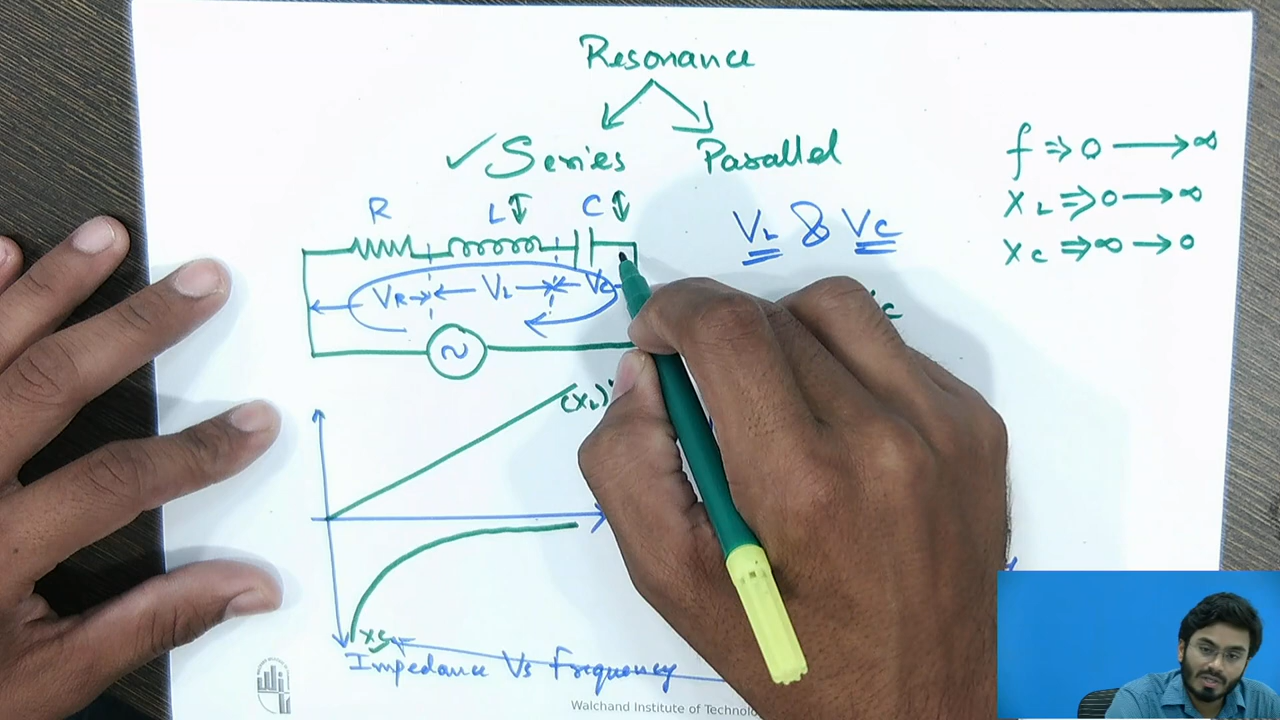 Resonance
✓ Series Parallel
f ⇒ 0 → ∞
XL ⇒ 0 → ∞
XC ⇒ ∞ → 0
R L C
VL & VC
VR VL VC
(XL)
XC
Impedance Vs Frequency
Walchand Institute of